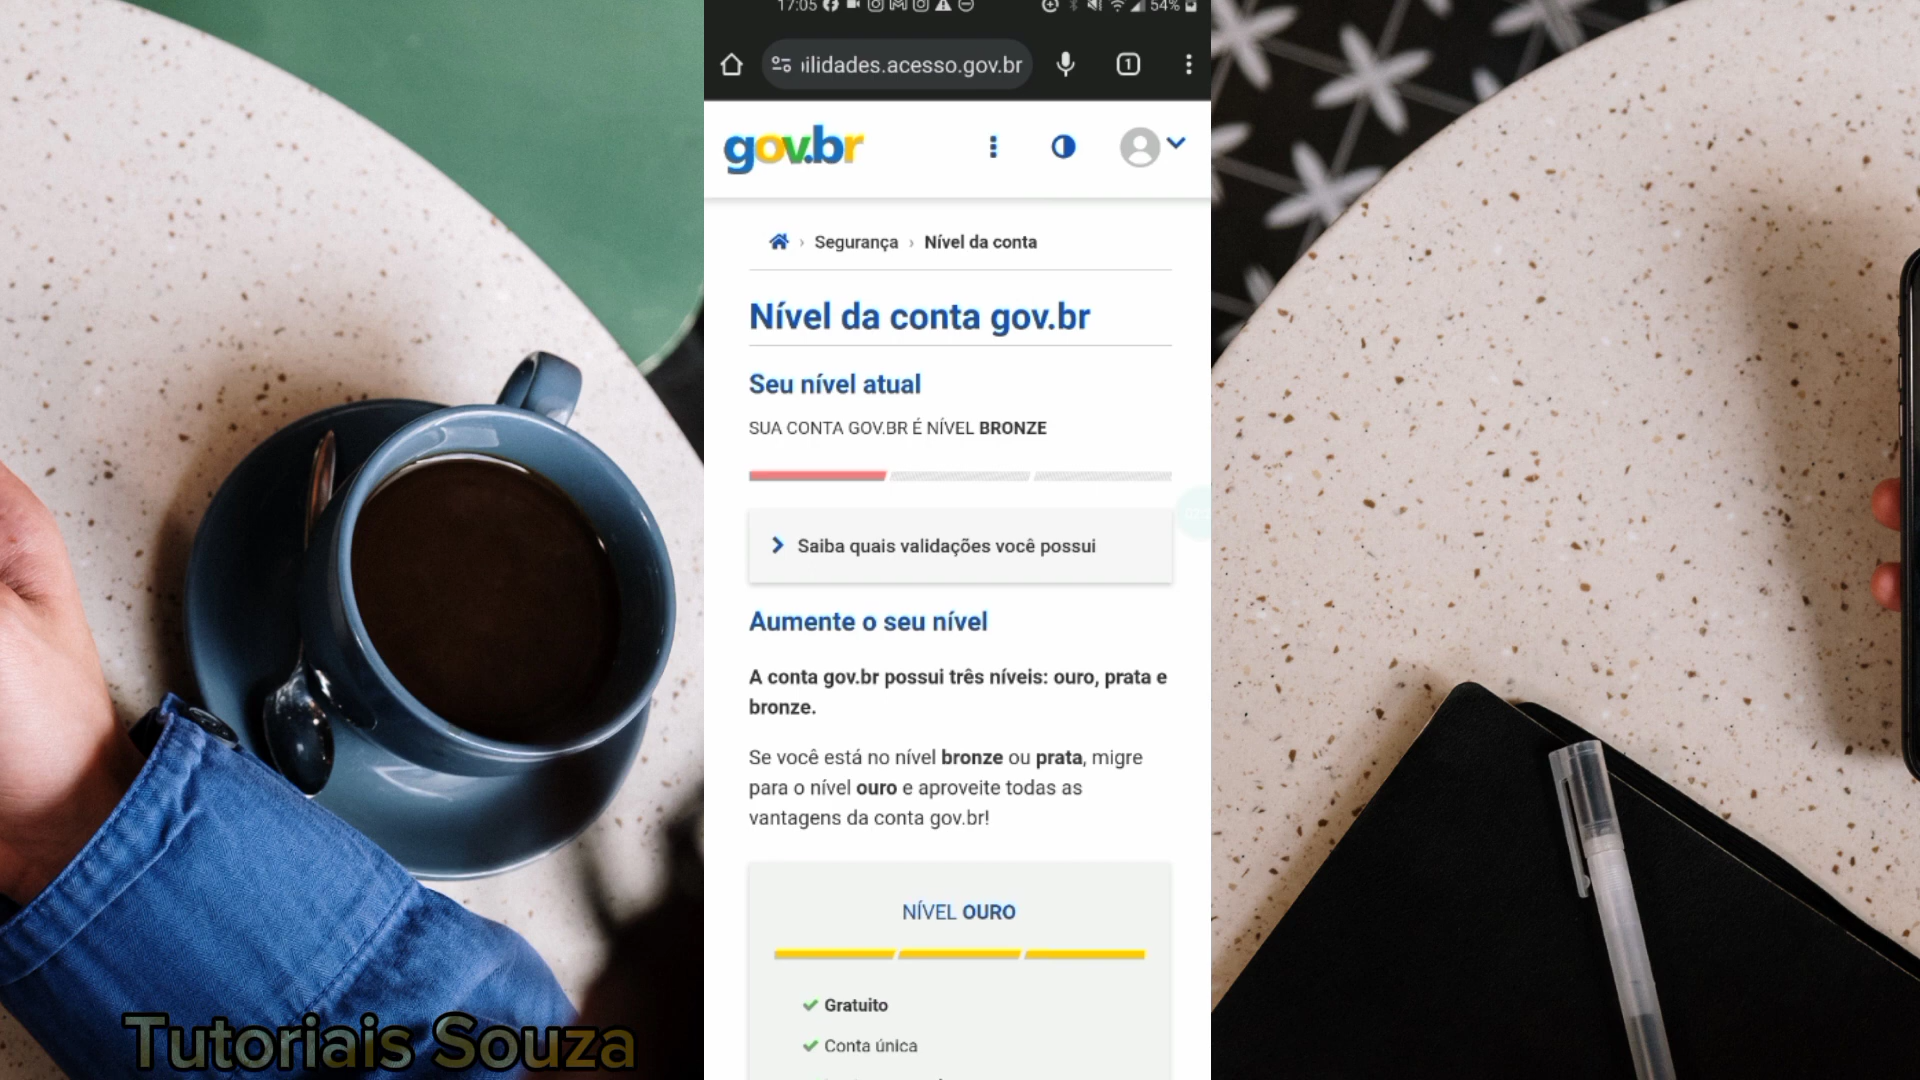 17:05
54%
ilidades.acesso.gov.br
1
gov.br
Segurança › Nível da conta
Nível da conta gov.br
Seu nível atual
SUA CONTA GOV.BR É NÍVEL BRONZE
Saiba quais validações você possui
Aumente o seu nível
A conta gov.br possui três níveis: ouro, prata e
bronze.
Se você está no nível bronze ou prata, migre
para o nível ouro e aproveite todas as
vantagens da conta gov.br!
NÍVEL OURO
Gratuito
Conta única
Tutoriais Souza